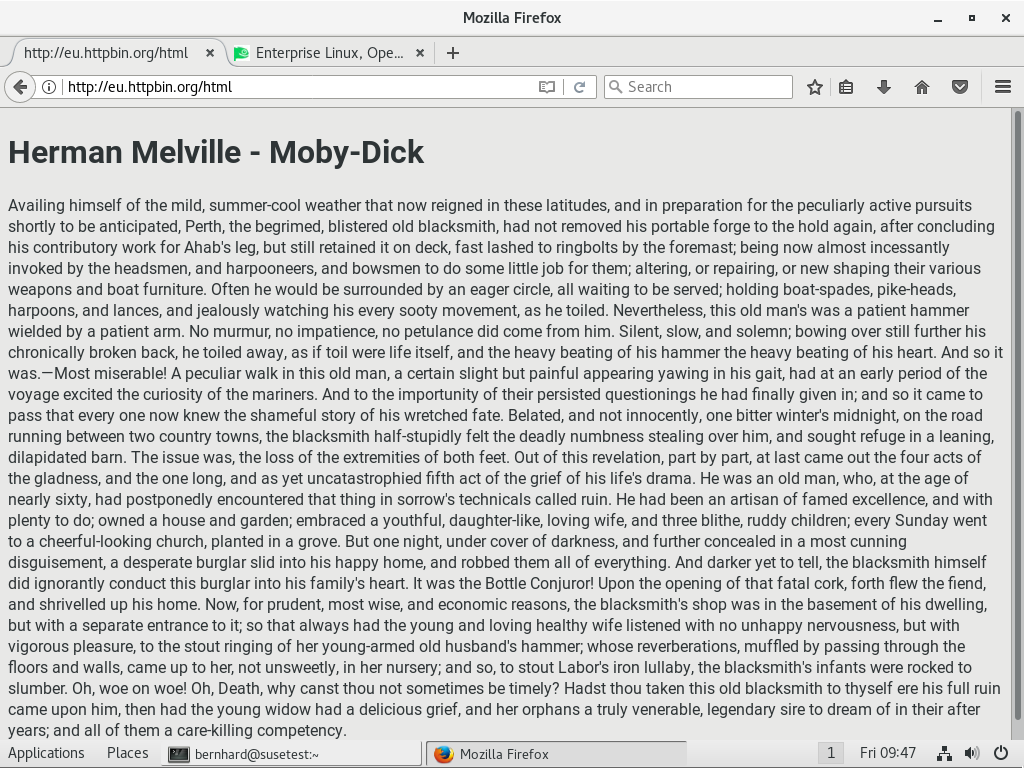 Mozilla Firefox
http://eu.httpbin.org/html
Enterprise Linux, Ope...
http://eu.httpbin.org/html
Search
Herman Melville - Moby-Dick
Availing himself of the mild, summer-cool weather that now reigned in these latitudes, and in preparation for the peculiarly active pursuits
shortly to be anticipated, Perth, the begrimed, blistered old blacksmith, had not removed his portable forge to the hold again, after concluding
his contributory work for Ahab's leg, but still retained it on deck, fast lashed to ringbolts by the foremast; being now almost incessantly
invoked by the headsmen, and harpooneers, and bowsmen to do some little job for them; altering, or repairing, or new shaping their various
weapons and boat furniture. Often he would be surrounded by an eager circle, all waiting to be served; holding boat-spades, pike-heads,
harpoons, and lances, and jealously watching his every sooty movement, as he toiled. Nevertheless, this old man's was a patient hammer
wielded by a patient arm. No murmur, no impatience, no petulance did come from him. Silent, slow, and solemn; bowing over still further his
chronically broken back, he toiled away, as if toil were life itself, and the heavy beating of his hammer the heavy beating of his heart. And so it
was.—Most miserable! A peculiar walk in this old man, a certain slight but painful appearing yawing in his gait, had at an early period of the
voyage excited the curiosity of the mariners. And to the importunity of their persisted questionings he had finally given in; and so it came to
pass that every one now knew the shameful story of his wretched fate. Belated, and not innocently, one bitter winter's midnight, on the road
running between two country towns, the blacksmith half-stupidly felt the deadly numbness stealing over him, and sought refuge in a leaning,
dilapidated barn. The issue was, the loss of the extremities of both feet. Out of this revelation, part by part, at last came out the four acts of
the gladness, and the one long, and as yet uncatastrophied fifth act of the grief of his life's drama. He was an old man, who, at the age of
nearly sixty, had postponedly encountered that thing in sorrow's technicals called ruin. He had been an artisan of famed excellence, and with
plenty to do; owned a house and garden; embraced a youthful, daughter-like, loving wife, and three blithe, ruddy children; every Sunday went
to a cheerful-looking church, planted in a grove. But one night, under cover of darkness, and further concealed in a most cunning
disguisement, a desperate burglar slid into his happy home, and robbed them all of everything. And darker yet to tell, the blacksmith himself
did ignorantly conduct this burglar into his family's heart. It was the Bottle Conjuror! Upon the opening of that fatal cork, forth flew the fiend,
and shrivelled up his home. Now, for prudent, most wise, and economic reasons, the blacksmith's shop was in the basement of his dwelling,
but with a separate entrance to it; so that always had the young and loving healthy wife listened with no unhappy nervousness, but with
vigorous pleasure, to the stout ringing of her young-armed old husband's hammer; whose reverberations, muffled by passing through the
floors and walls, came up to her, not unsweetly, in her nursery; and so, to stout Labor's iron lullaby, the blacksmith's infants were rocked to
slumber. Oh, woe on woe! Oh, Death, why canst thou not sometimes be timely? Hadst thou taken this old blacksmith to thyself ere his full ruin
came upon him, then had the young widow had a delicious grief, and her orphans a truly venerable, legendary sire to dream of in their after
years; and all of them a care-killing competency.
Applications Places bernhard@susetest:~ Mozilla Firefox 1 Fri 09:47